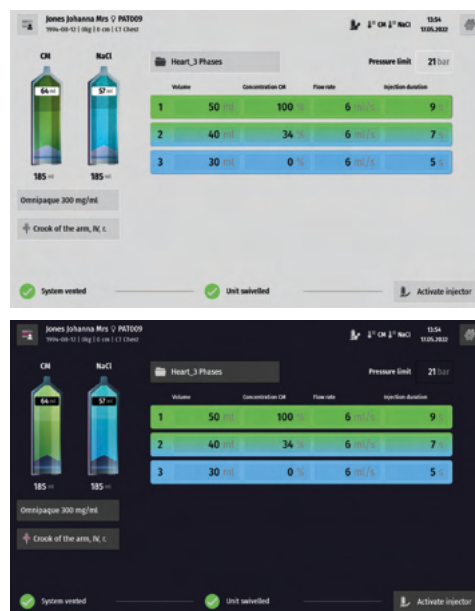 Jones Johanna Mrs ♀ PAT009
1994-08-12 | 0kg | 0 cm | CT Chest
CM NaCl
13:54
17.05.2022
CM NaCl
Heart_3 Phases
Pressure limit 21 bar
64 ml 57 ml
Volume Concentration CM Flow rate Injection duration
1 50 ml 100 % 6 ml/s 9 s
2 40 ml 34 % 6 ml/s 7 s
3 30 ml 0 % 6 ml/s 5 s
185 ml 185 ml
Omnipaque 300 mg/ml
Crook of the arm, IV, r.
System vented
Unit swivelled
Activate injector
Jones Johanna Mrs ♀ PAT009
1994-08-12 | 0kg | 0 cm | CT Chest
CM NaCl
13:54
17.05.2022
CM NaCl
Heart_3 Phases
Pressure limit 21 bar
64 ml 57 ml
Volume Concentration CM Flow rate Injection duration
1 50 ml 100 % 6 ml/s 9 s
2 40 ml 34 % 6 ml/s 7 s
3 30 ml 0 % 6 ml/s 5 s
185 ml 185 ml
Omnipaque 300 mg/ml
Crook of the arm, IV, r.
System vented
Unit swivelled
Activate injector